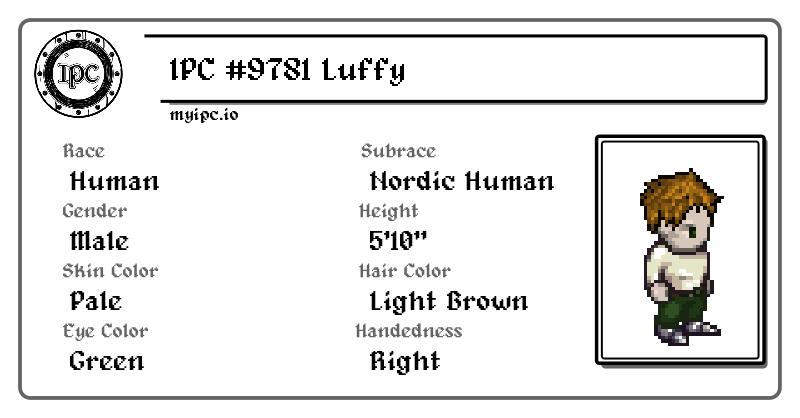 IPC
IPC #9781 Luffy
myipc.io
Race
Subrace
Human
Nordic Human
Gender
Height
Male
5'10"
Skin Color
Hair Color
Pale
Light Brown
Eye Color
Handedness
Green
Right